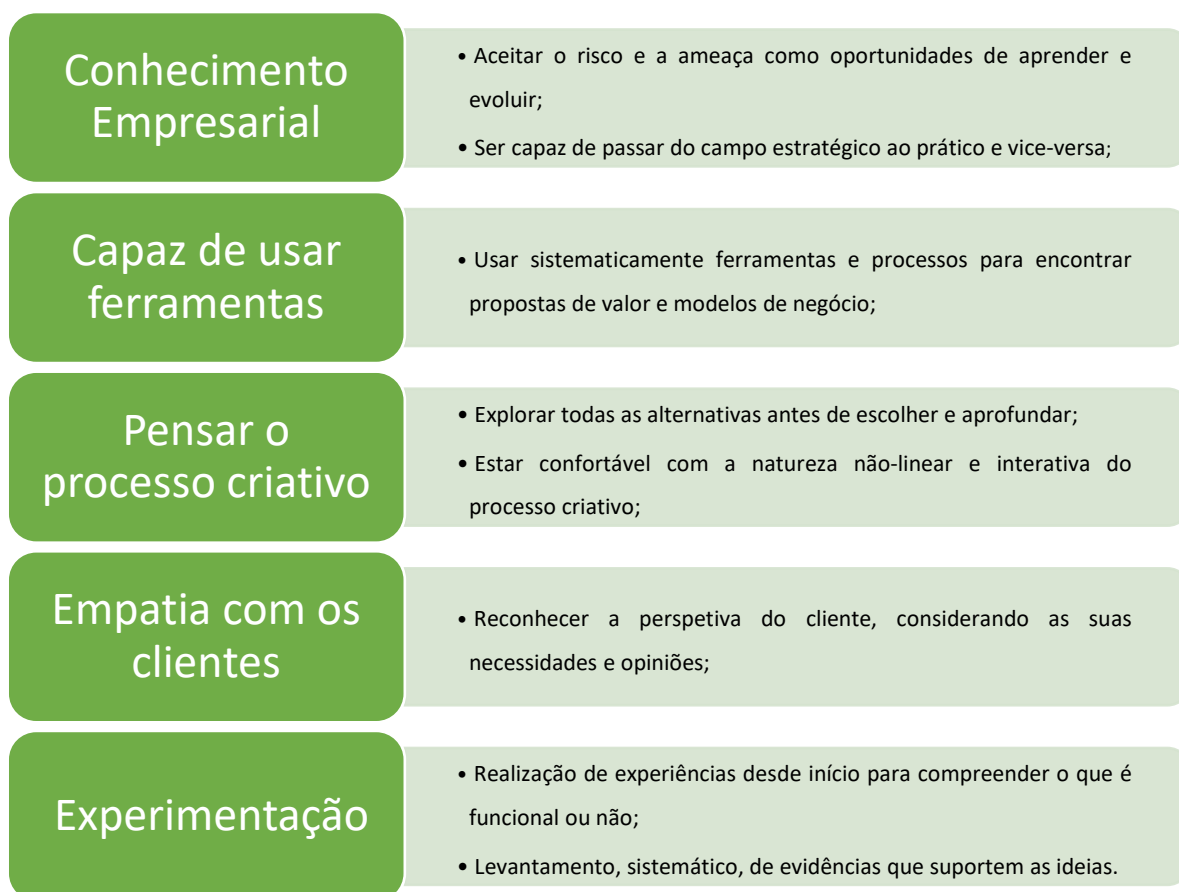 Conhecimento
Empresarial
• Aceitar o risco e a ameaça como oportunidades de aprender e
evoluir;
• Ser capaz de passar do campo estratégico ao prático e vice-versa;
Capaz de usar
ferramentas
• Usar sistematicamente ferramentas e processos para encontrar
propostas de valor e modelos de negócio;
Pensar o
processo criativo
• Explorar todas as alternativas antes de escolher e aprofundar;
• Estar confortável com a natureza não-linear e interativa do
processo criativo;
Empatia com os
clientes
• Reconhecer a perspetiva do cliente, considerando as suas
necessidades e opiniões;
Experimentação
• Realização de experiências desde início para compreender o que é
funcional ou não;
• Levantamento, sistemático, de evidências que suportem as ideias.